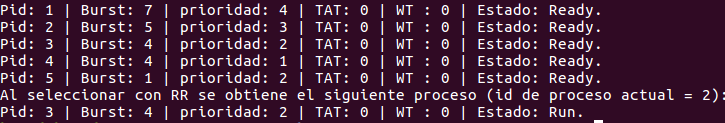 Pid: 1 | Burst: 7 | prioridad: 4 | TAT: 0 | WT : 0 | Estado: Ready.
Pid: 2 | Burst: 5 | prioridad: 3 | TAT: 0 | WT : 0 | Estado: Ready.
Pid: 3 | Burst: 4 | prioridad: 2 | TAT: 0 | WT : 0 | Estado: Ready.
Pid: 4 | Burst: 4 | prioridad: 1 | TAT: 0 | WT : 0 | Estado: Ready.
Pid: 5 | Burst: 1 | prioridad: 2 | TAT: 0 | WT : 0 | Estado: Ready.
Al seleccionar con RR se obtiene el siguiente proceso (id de proceso actual = 2):
Pid: 3 | Burst: 4 | prioridad: 2 | TAT: 0 | WT : 0 | Estado: Run.